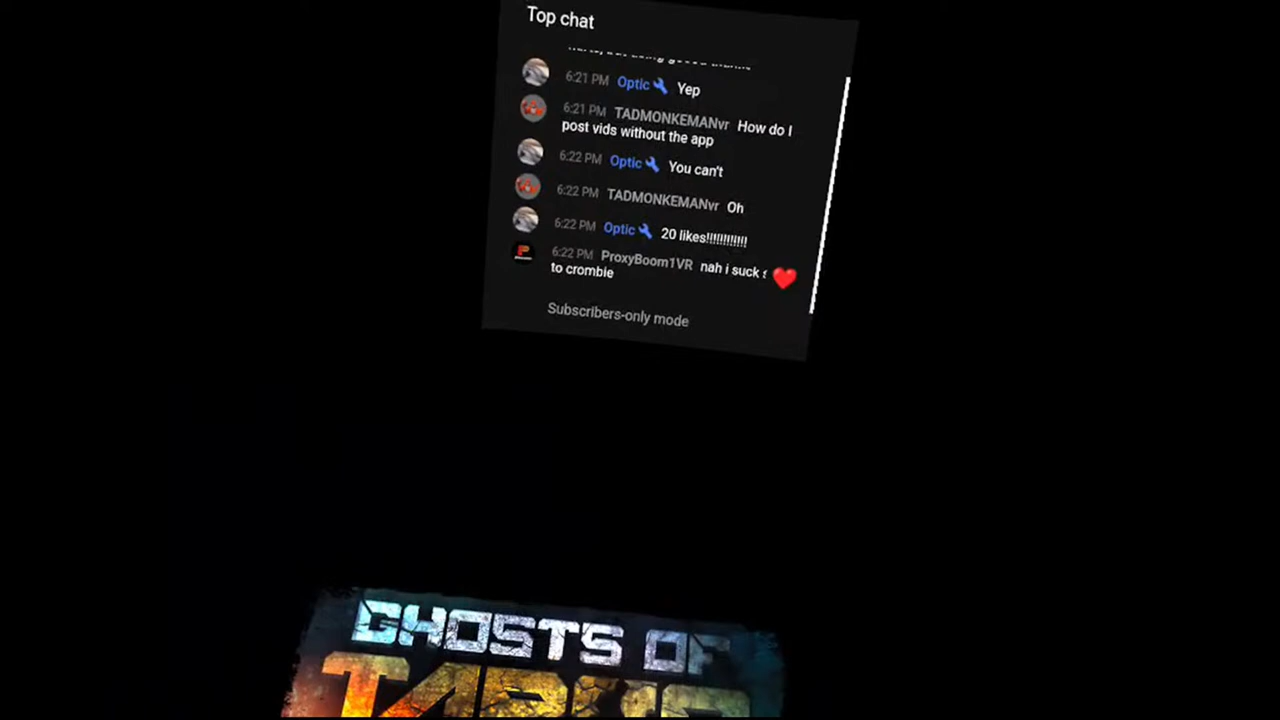 Top chat
6:21 PM Optic Yep
6:21 PM TADMONKEMANvr How do I
post vids without the app
6:22 PM Optic You can't
6:22 PM TADMONKEMANvr Oh
6:22 PM Optic 20 likes!!!!!!!!!!!!
6:22 PM ProxyBoom1VR nah i suck
to crombie
Subscribers-only mode
GHOSTS OF